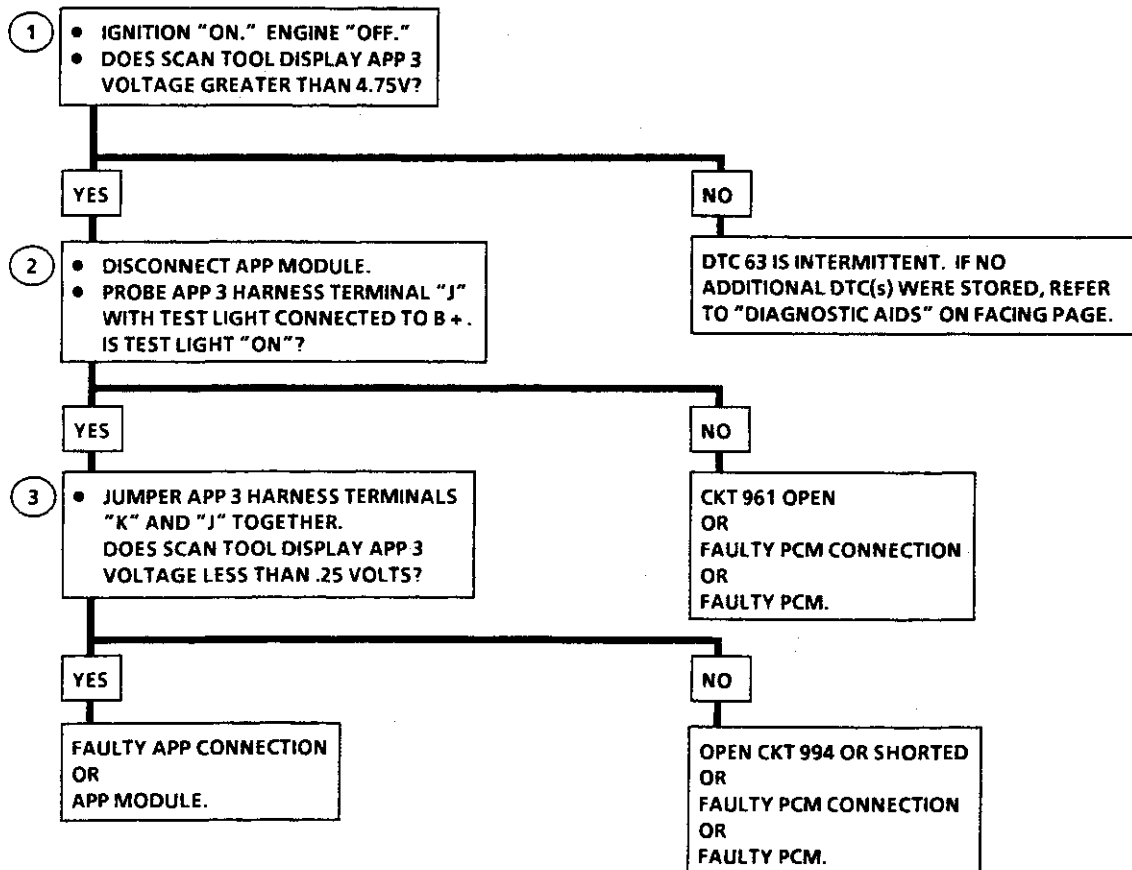 1
• IGNITION "ON." ENGINE "OFF."
• DOES SCAN TOOL DISPLAY APP 3
VOLTAGE GREATER THAN 4.75V?
YES
NO
2
• DISCONNECT APP MODULE.
• PROBE APP 3 HARNESS TERMINAL "J"
WITH TEST LIGHT CONNECTED TO B +.
IS TEST LIGHT "ON"?
DTC 63 IS INTERMITTENT. IF NO
ADDITIONAL DTC(s) WERE STORED, REFER
TO "DIAGNOSTIC AIDS" ON FACING PAGE.
YES
NO
3
• JUMPER APP 3 HARNESS TERMINALS
"K" AND "J" TOGETHER.
DOES SCAN TOOL DISPLAY APP 3
VOLTAGE LESS THAN .25 VOLTS?
CKT 961 OPEN
OR
FAULTY PCM CONNECTION
OR
FAULTY PCM.
YES
NO
FAULTY APP CONNECTION
OR
APP MODULE.
OPEN CKT 994 OR SHORTED
OR
FAULTY PCM CONNECTION
OR
FAULTY PCM.